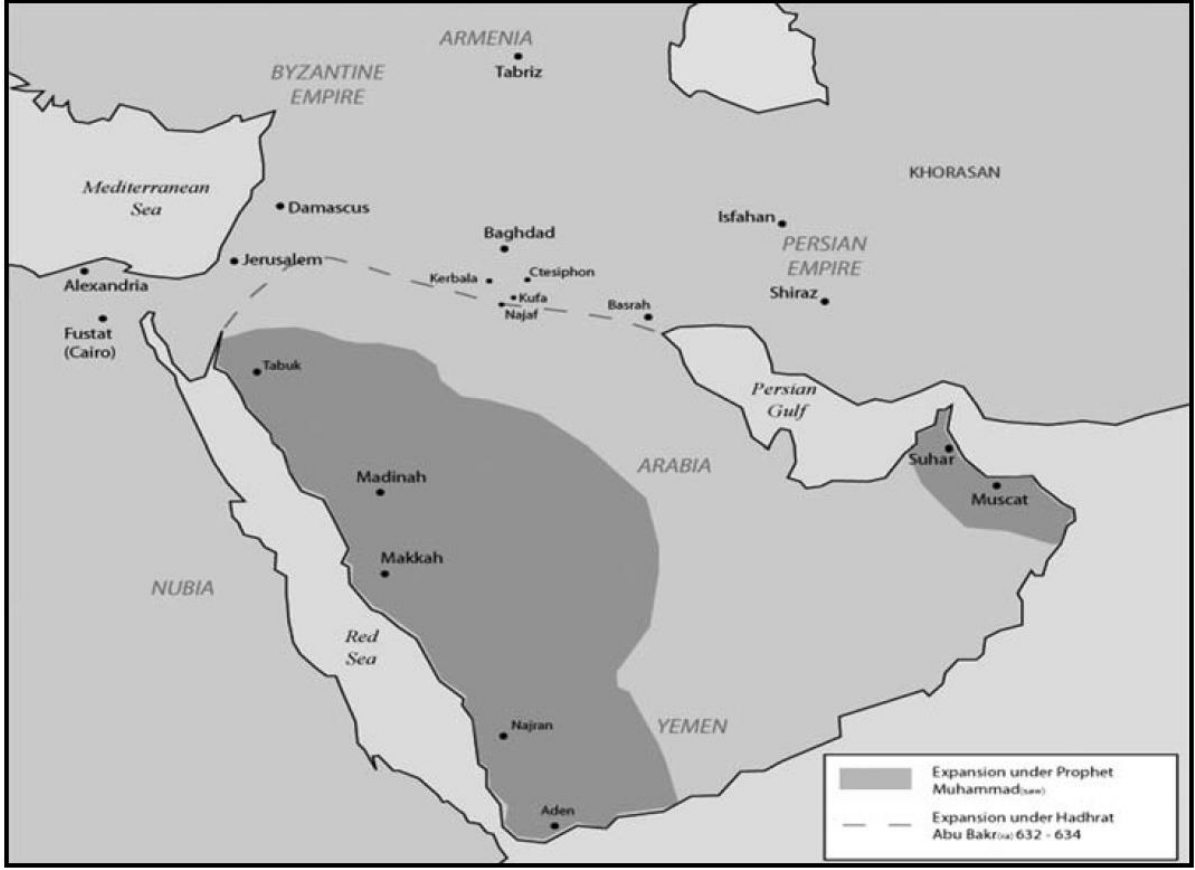 ARMENIA
Tabriz
BYZANTINE
EMPIRE
KHORASAN
Mediterranean
Sea
Damascus
Isfahan
Baghdad
PERSIAN
EMPIRE
Jerusalem
Alexandria
Kerbala
Ctesiphon
Shiraz
Kufa
Najaf
Basrah
Fustat
(Cairo)
Tabuk
Persian
Gulf
Suhar
ARABIA
Madinah
Muscat
Makkah
NUBIA
Red
Sea
Najran
YEMEN
Aden
Expansion under Prophet
Muhammad(saw)
Expansion under Hadhrat
Abu Bakr(ra) 632 - 634